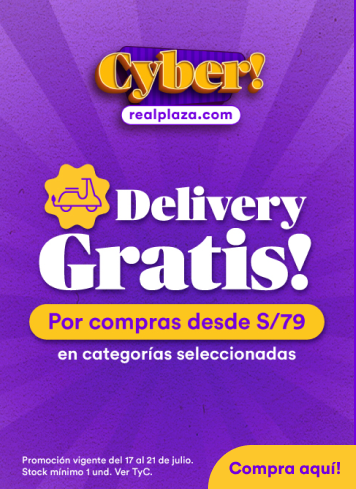 Cyber!
realplaza.com
Delivery
Gratis!
Por compras desde S/79
en categorías seleccionadas
Promoción vigente del 17 al 21 de julio.
Stock mínimo 1 und. Ver TyC.
Compra aquí!